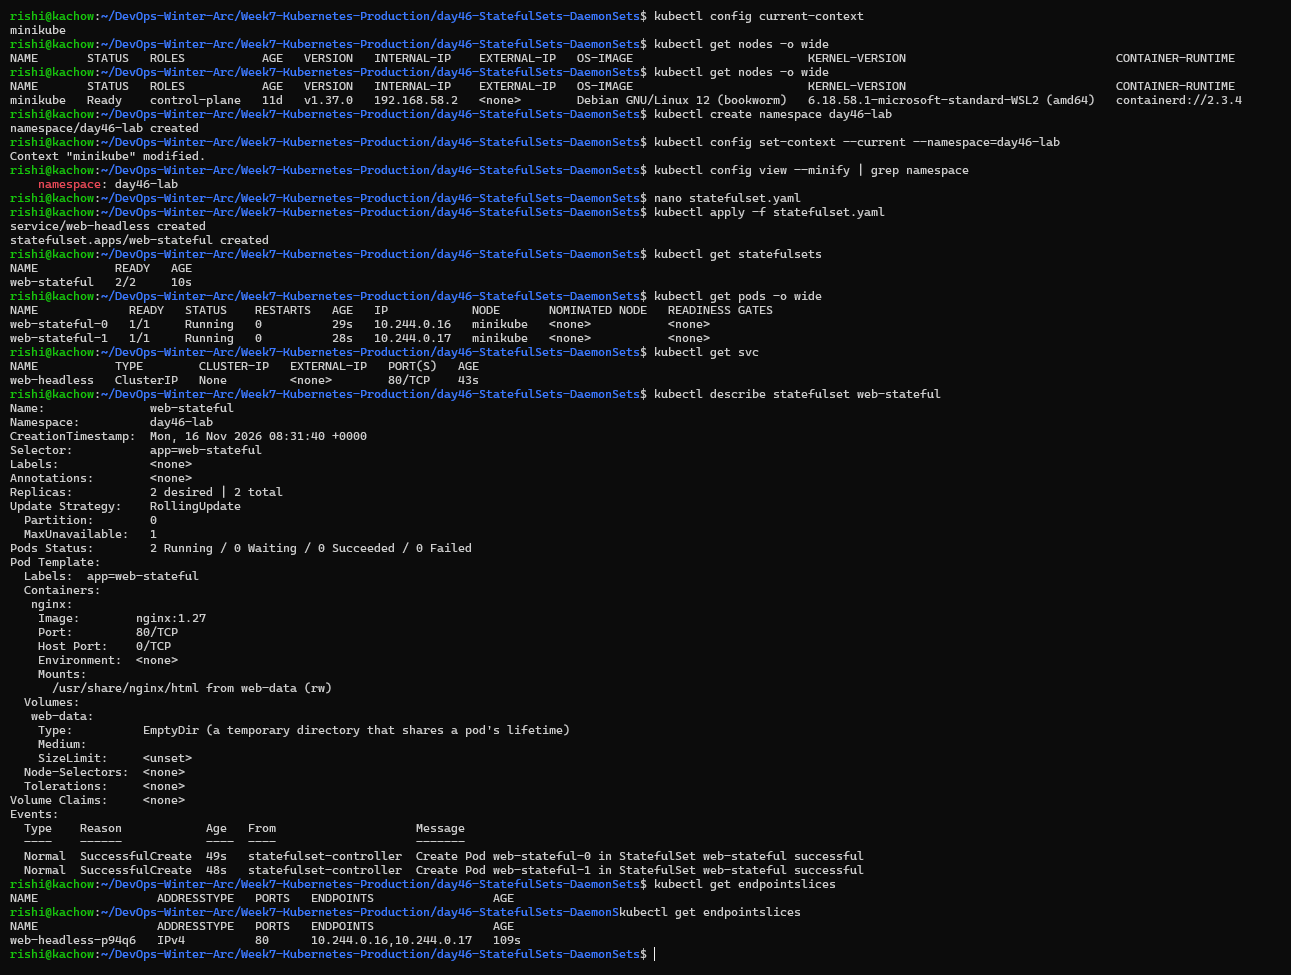 rishi@kachow:~/DevOps-Winter-Arc/Week7-Kubernetes-Production/day46-StatefulSets-DaemonSets$ kubectl config current-context
minikube
rishi@kachow:~/DevOps-Winter-Arc/Week7-Kubernetes-Production/day46-StatefulSets-DaemonSets$ kubectl get nodes -o wide
NAME       STATUS   ROLES           AGE   VERSION   INTERNAL-IP    EXTERNAL-IP   OS-IMAGE                         KERNEL-VERSION                              CONTAINER-RUNTIME
rishi@kachow:~/DevOps-Winter-Arc/Week7-Kubernetes-Production/day46-StatefulSets-DaemonSets$ kubectl get nodes -o wide
NAME       STATUS   ROLES           AGE   VERSION   INTERNAL-IP    EXTERNAL-IP   OS-IMAGE                         KERNEL-VERSION                              CONTAINER-RUNTIME
minikube   Ready    control-plane   11d   v1.37.0   192.168.58.2   <none>        Debian GNU/Linux 12 (bookworm)   6.18.58.1-microsoft-standard-WSL2 (amd64)   containerd://2.3.4
rishi@kachow:~/DevOps-Winter-Arc/Week7-Kubernetes-Production/day46-StatefulSets-DaemonSets$ kubectl create namespace day46-lab
namespace/day46-lab created
rishi@kachow:~/DevOps-Winter-Arc/Week7-Kubernetes-Production/day46-StatefulSets-DaemonSets$ kubectl config set-context --current --namespace=day46-lab
Context "minikube" modified.
rishi@kachow:~/DevOps-Winter-Arc/Week7-Kubernetes-Production/day46-StatefulSets-DaemonSets$ kubectl config view --minify | grep namespace
    namespace: day46-lab
rishi@kachow:~/DevOps-Winter-Arc/Week7-Kubernetes-Production/day46-StatefulSets-DaemonSets$ nano statefulset.yaml
rishi@kachow:~/DevOps-Winter-Arc/Week7-Kubernetes-Production/day46-StatefulSets-DaemonSets$ kubectl apply -f statefulset.yaml
service/web-headless created
statefulset.apps/web-stateful created
rishi@kachow:~/DevOps-Winter-Arc/Week7-Kubernetes-Production/day46-StatefulSets-DaemonSets$ kubectl get statefulsets
NAME           READY   AGE
web-stateful   2/2     10s
rishi@kachow:~/DevOps-Winter-Arc/Week7-Kubernetes-Production/day46-StatefulSets-DaemonSets$ kubectl get pods -o wide
NAME             READY   STATUS    RESTARTS   AGE   IP            NODE       NOMINATED NODE   READINESS GATES
web-stateful-0   1/1     Running   0          29s   10.244.0.16   minikube   <none>           <none>
web-stateful-1   1/1     Running   0          28s   10.244.0.17   minikube   <none>           <none>
rishi@kachow:~/DevOps-Winter-Arc/Week7-Kubernetes-Production/day46-StatefulSets-DaemonSets$ kubectl get svc
NAME           TYPE        CLUSTER-IP   EXTERNAL-IP   PORT(S)   AGE
web-headless   ClusterIP   None         <none>        80/TCP    43s
rishi@kachow:~/DevOps-Winter-Arc/Week7-Kubernetes-Production/day46-StatefulSets-DaemonSets$ kubectl describe statefulset web-stateful
Name:               web-stateful
Namespace:          day46-lab
CreationTimestamp:  Mon, 16 Nov 2026 08:31:40 +0000
Selector:           app=web-stateful
Labels:             <none>
Annotations:        <none>
Replicas:           2 desired | 2 total
Update Strategy:    RollingUpdate
  Partition:        0
  MaxUnavailable:   1
Pods Status:        2 Running / 0 Waiting / 0 Succeeded / 0 Failed
Pod Template:
  Labels:  app=web-stateful
  Containers:
   nginx:
    Image:        nginx:1.27
    Port:         80/TCP
    Host Port:    0/TCP
    Environment:  <none>
    Mounts:
      /usr/share/nginx/html from web-data (rw)
  Volumes:
   web-data:
    Type:          EmptyDir (a temporary directory that shares a pod's lifetime)
    Medium:
    SizeLimit:     <unset>
  Node-Selectors:  <none>
  Tolerations:     <none>
Volume Claims:     <none>
Events:
  Type    Reason            Age   From                    Message
  ----    ------            ----  ----                    -------
  Normal  SuccessfulCreate  49s   statefulset-controller  Create Pod web-stateful-0 in StatefulSet web-stateful successful
  Normal  SuccessfulCreate  48s   statefulset-controller  Create Pod web-stateful-1 in StatefulSet web-stateful successful
rishi@kachow:~/DevOps-Winter-Arc/Week7-Kubernetes-Production/day46-StatefulSets-DaemonSets$ kubectl get endpointslices
NAME                 ADDRESSTYPE   PORTS   ENDPOINTS                 AGE
rishi@kachow:~/DevOps-Winter-Arc/Week7-Kubernetes-Production/day46-StatefulSets-DaemonSkubectl get endpointslices
NAME                 ADDRESSTYPE   PORTS   ENDPOINTS                 AGE
web-headless-p94q6   IPv4          80      10.244.0.16,10.244.0.17   109s
rishi@kachow:~/DevOps-Winter-Arc/Week7-Kubernetes-Production/day46-StatefulSets-DaemonSets$